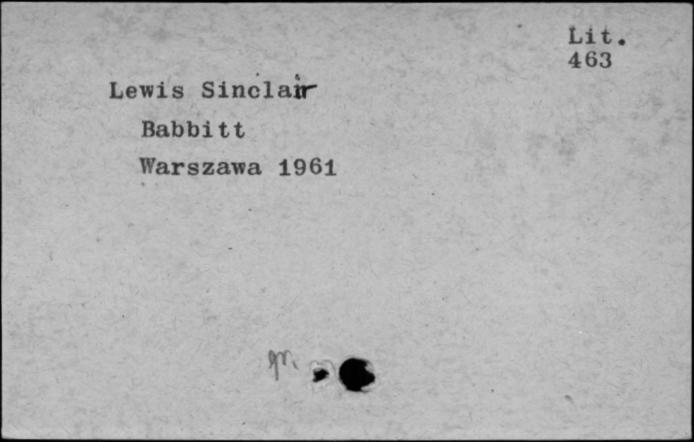 Lit.
463
Lewis Sinclair
Babbitt
Warszawa 1961